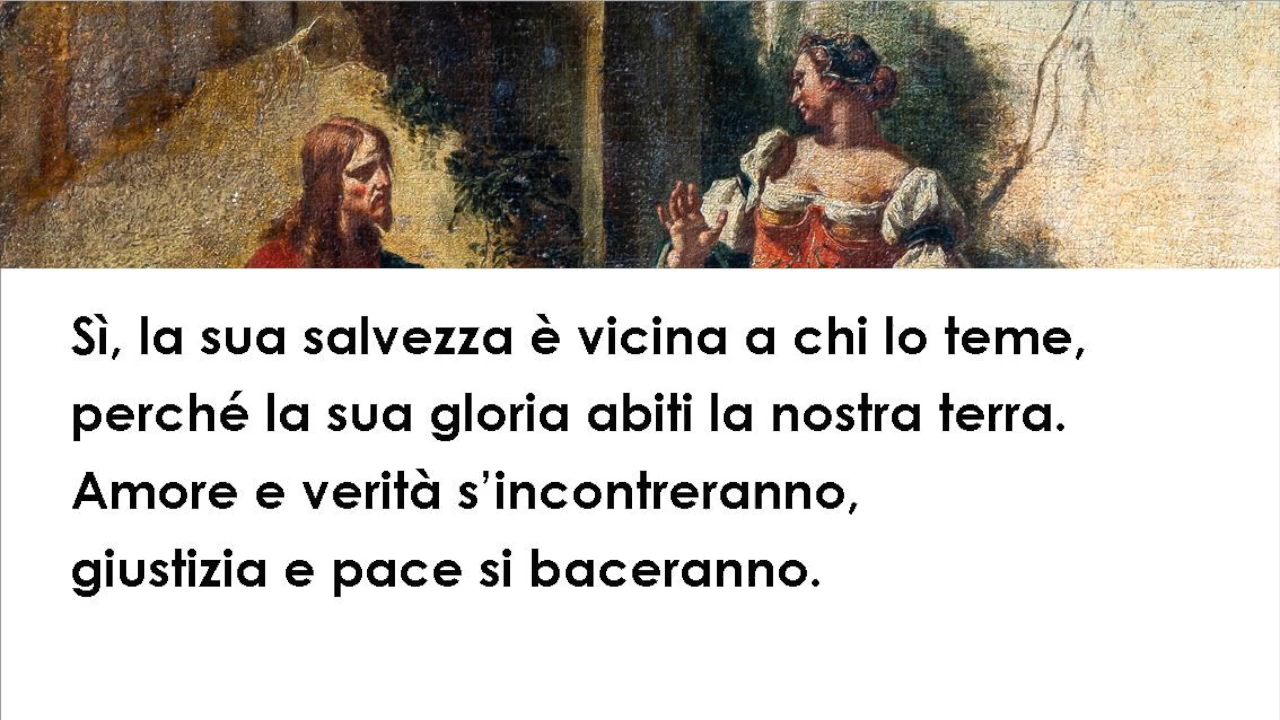 Sì, la sua salvezza è vicina a chi lo teme,
perché la sua gloria abiti la nostra terra.
Amore e verità s’incontreranno,
giustizia e pace si baceranno.